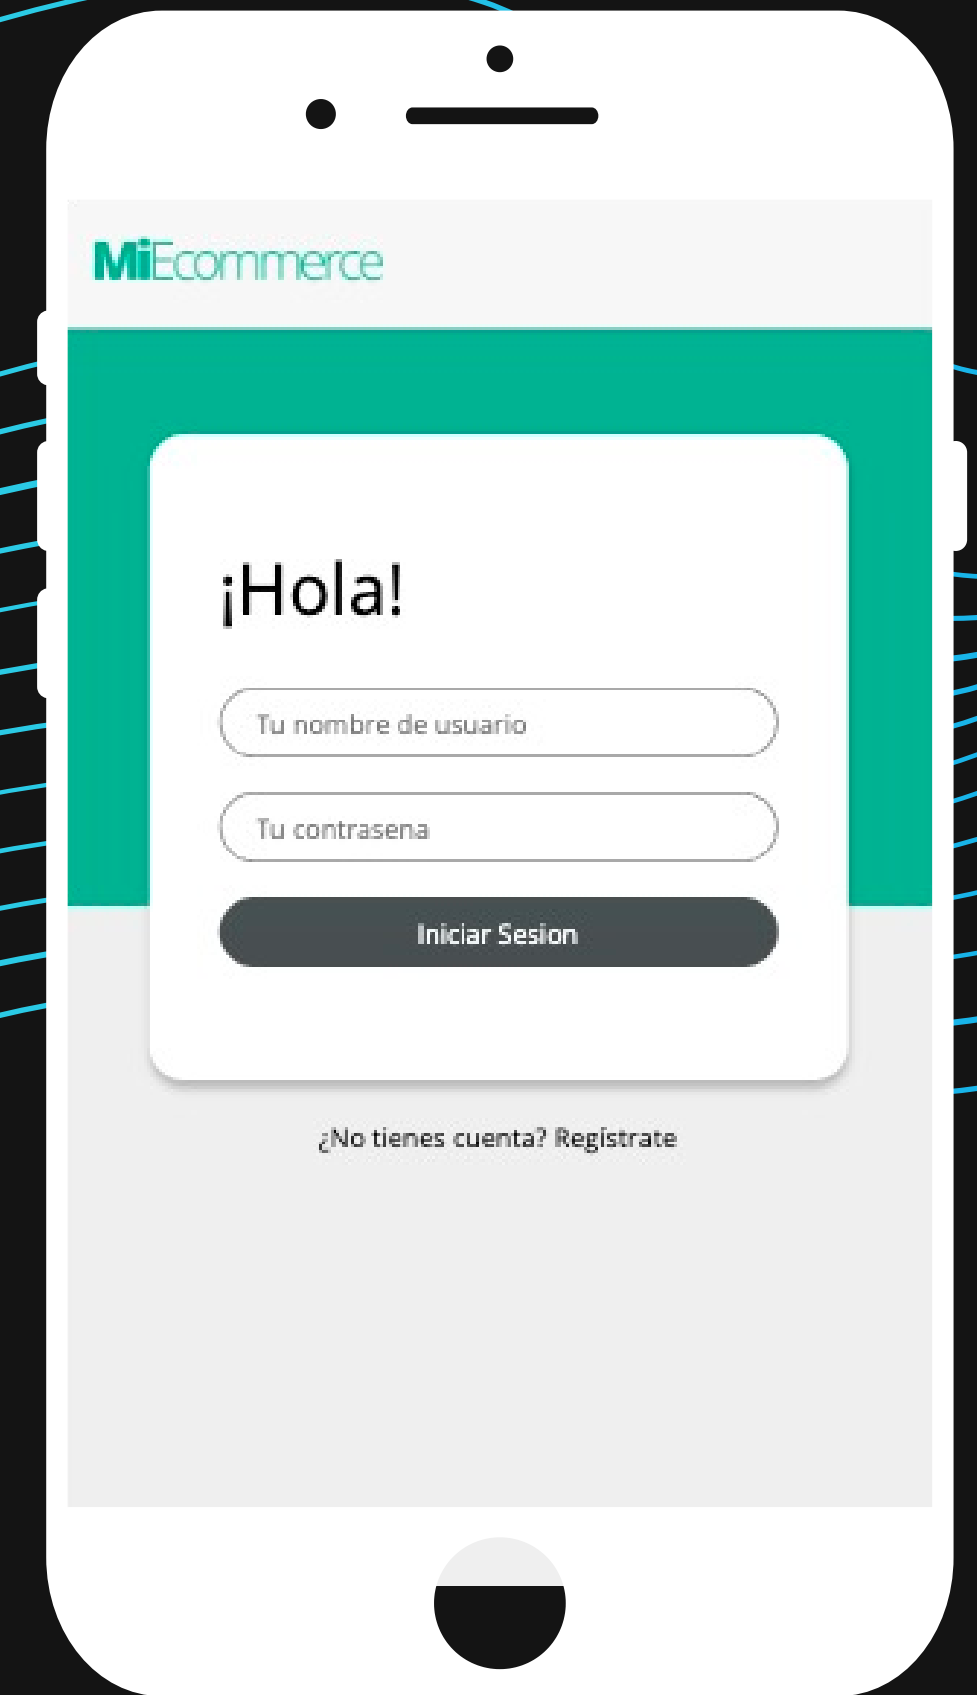 MiEcommerce
¡Hola!
Tu nombre de usuario
Tu contrasena
Iniciar Sesion
¿No tienes cuenta? Regístrate